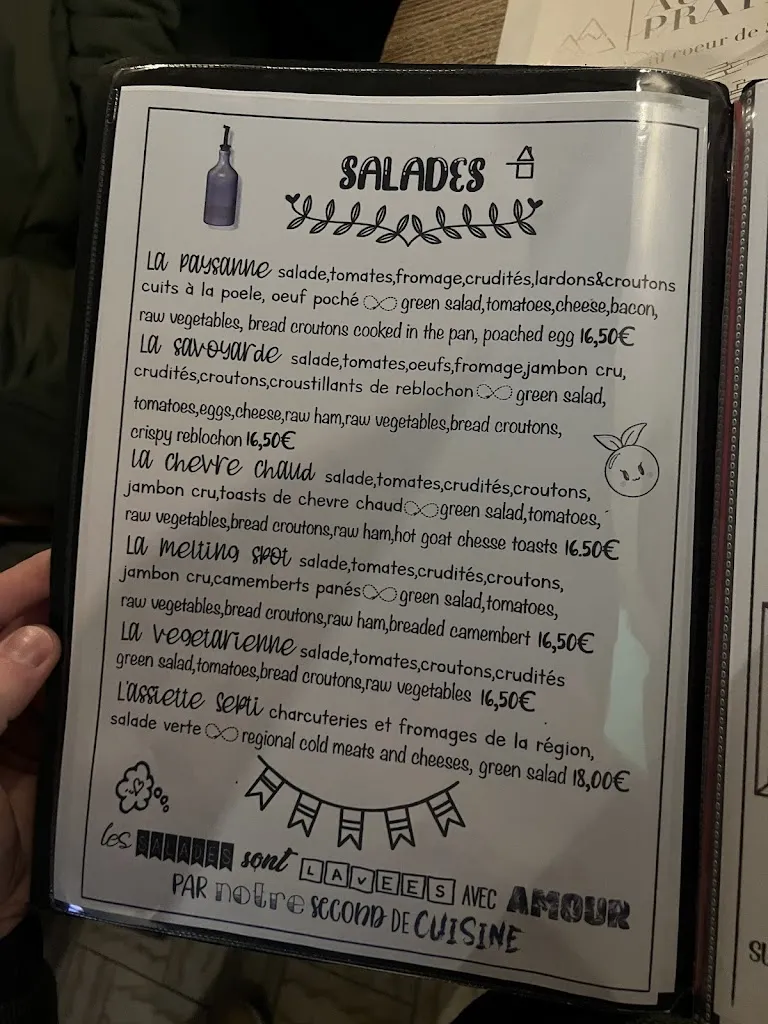 PRAT
au coeur de
SALADES
La paysanne salade,tomates,fromage,crudités,lardons&croutons
cuits à la poele, oeuf poché green salad,tomatoes,cheese,bacon,
raw vegetables, bread croutons cooked in the pan, poached egg 16,50€
La savoyarde salade,tomates,oeufs,fromage,jambon cru,
crudités,croutons,croustillants de reblochon green salad,
tomatoes,eggs,cheese,raw ham,raw vegetables,bread croutons,
crispy reblochon 16,50€
La chevre chaud salade,tomates,crudités,croutons,
jambon cru,toasts de chevre chaud green salad,tomatoes,
raw vegetables,bread croutons,raw ham,hot goat chesse toasts 16.50€
La melting spot salade,tomates,crudités,croutons,
jambon cru,camemberts panés green salad,tomatoes,
raw vegetables,bread croutons,raw ham,breaded camembert 16,50€
La vegetarienne salade,tomates,croutons,crudités
green salad,tomatoes,bread croutons,raw vegetables 16,50€
L'assiette septi charcuteries et fromages de la région,
salade verte regional cold meats and cheeses, green salad 18,00€
les SALADES sont LAVEES AVEC AMOUR
PAR notre SECOND DE CUISINE
SU